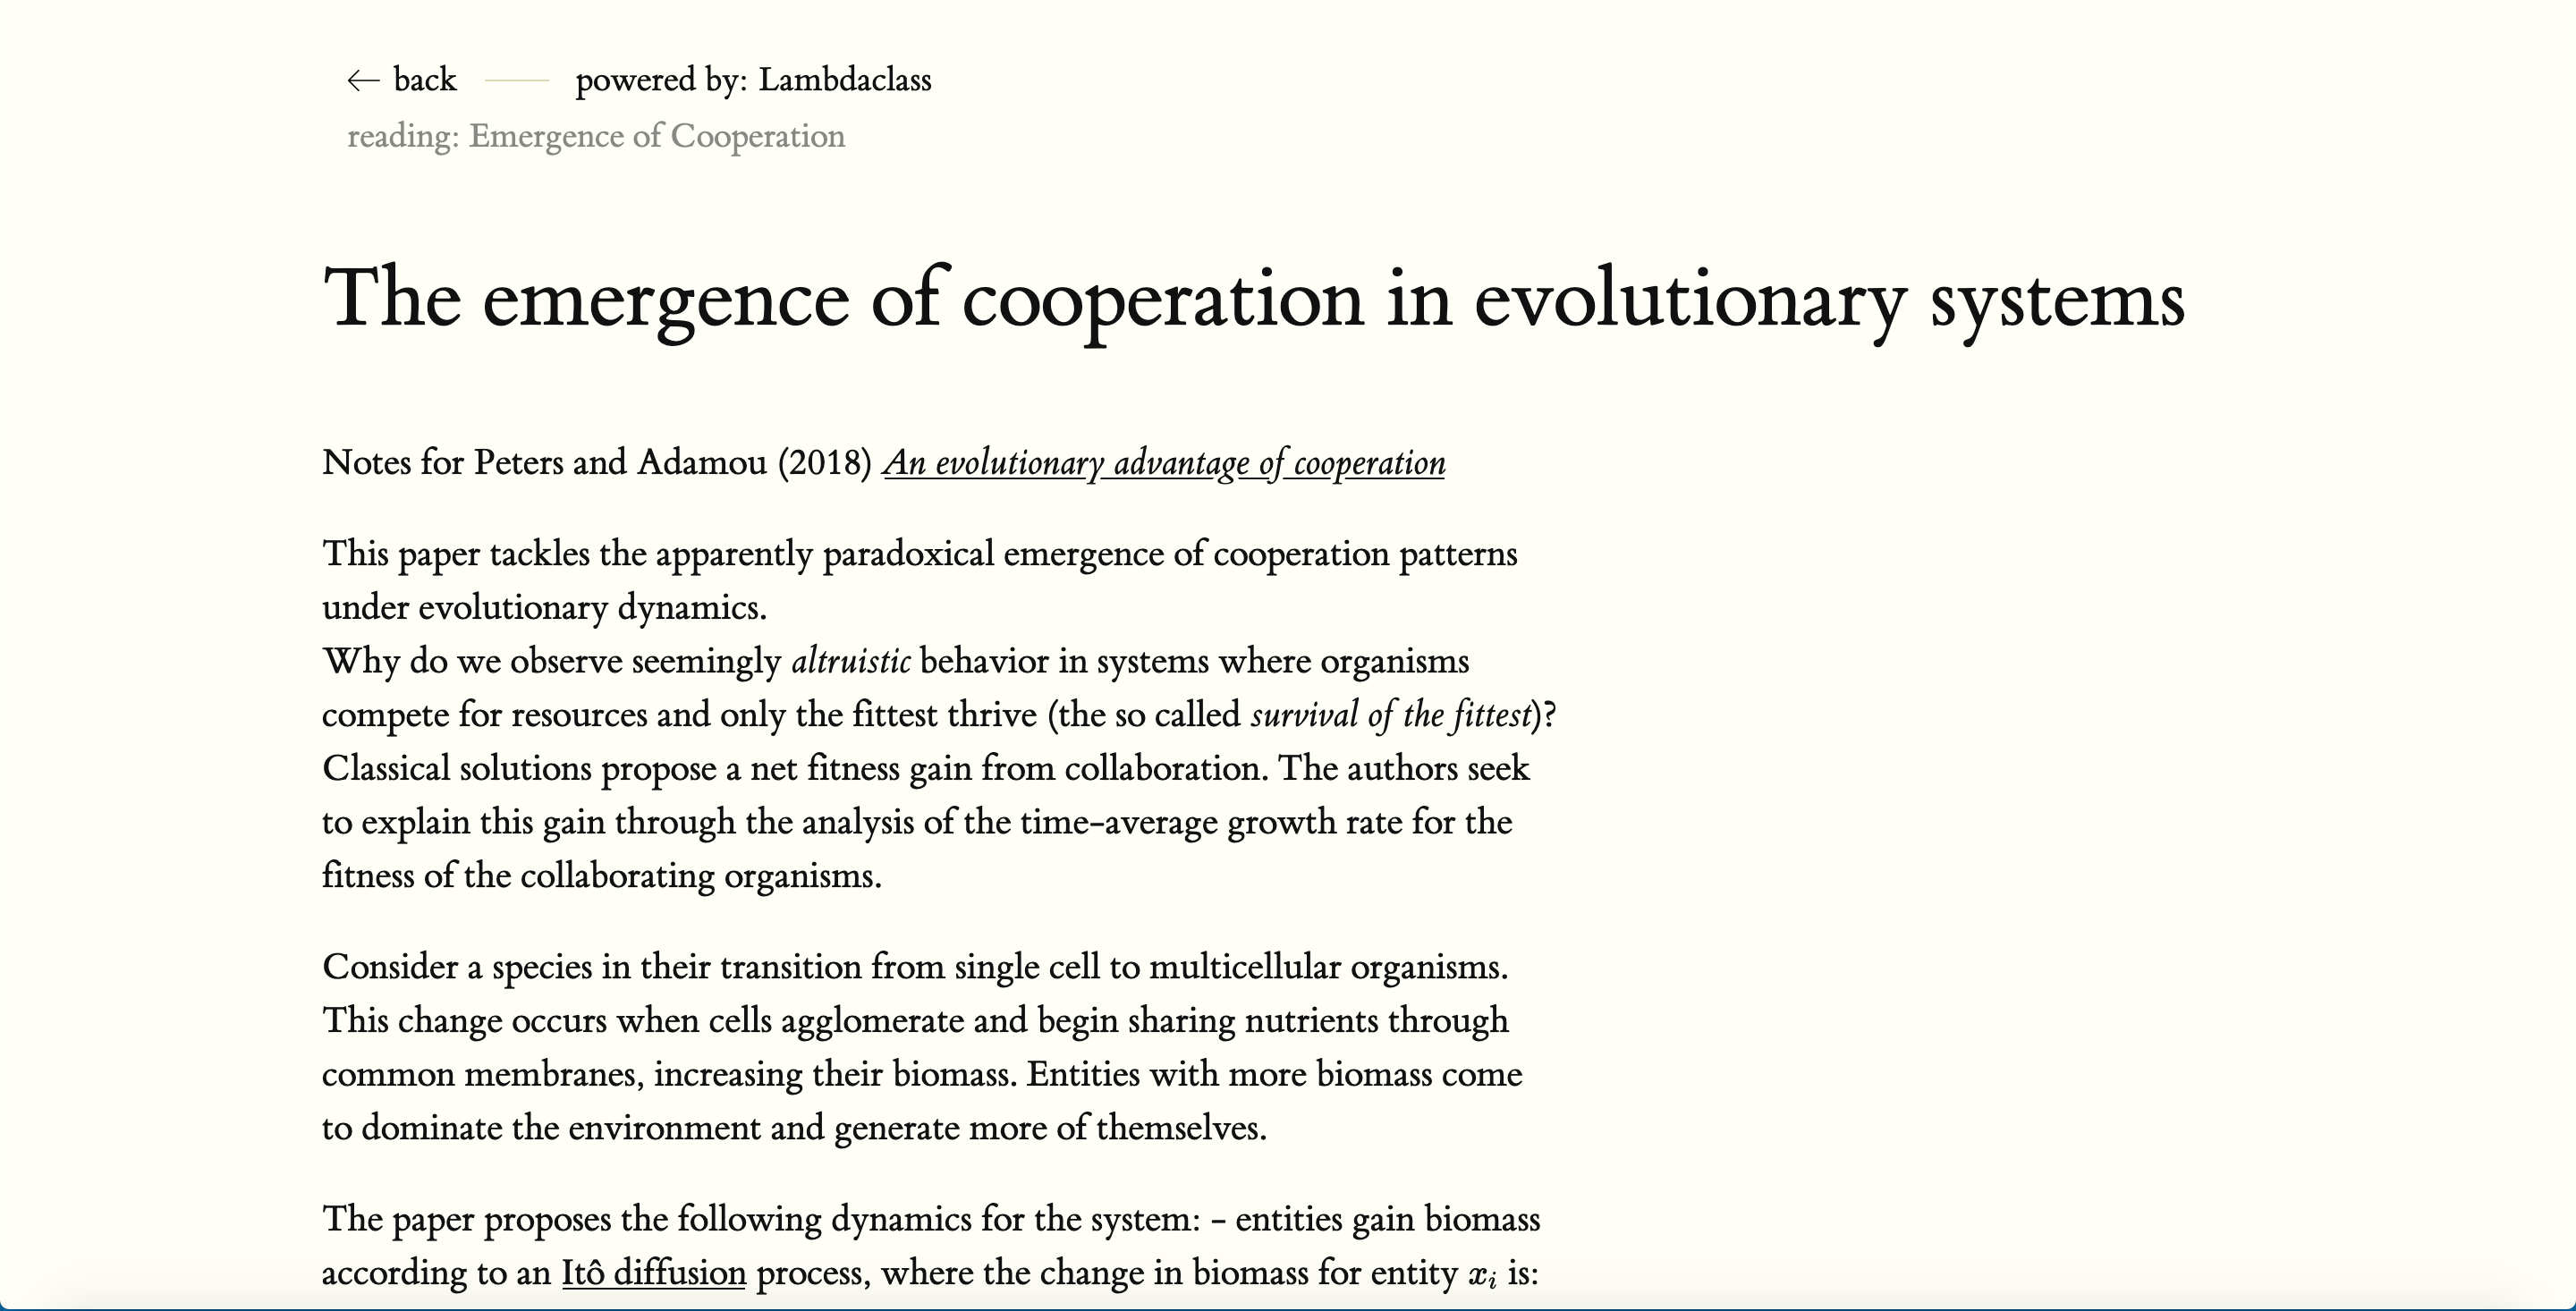 ← back powered by: Lambdaclass
reading: Emergence of Cooperation
The emergence of cooperation in evolutionary systems
Notes for Peters and Adamou (2018) An evolutionary advantage of cooperation
This paper tackles the apparently paradoxical emergence of cooperation patterns
under evolutionary dynamics.
Why do we observe seemingly altruistic behavior in systems where organisms
compete for resources and only the fittest thrive (the so called survival of the fittest)?
Classical solutions propose a net fitness gain from collaboration. The authors seek
to explain this gain through the analysis of the time-average growth rate for the
fitness of the collaborating organisms.
Consider a species in their transition from single cell to multicellular organisms.
This change occurs when cells agglomerate and begin sharing nutrients through
common membranes, increasing their biomass. Entities with more biomass come
to dominate the environment and generate more of themselves.
The paper proposes the following dynamics for the system: - entities gain biomass
according to an Itô diffusion process, where the change in biomass for entity xᵢ is: